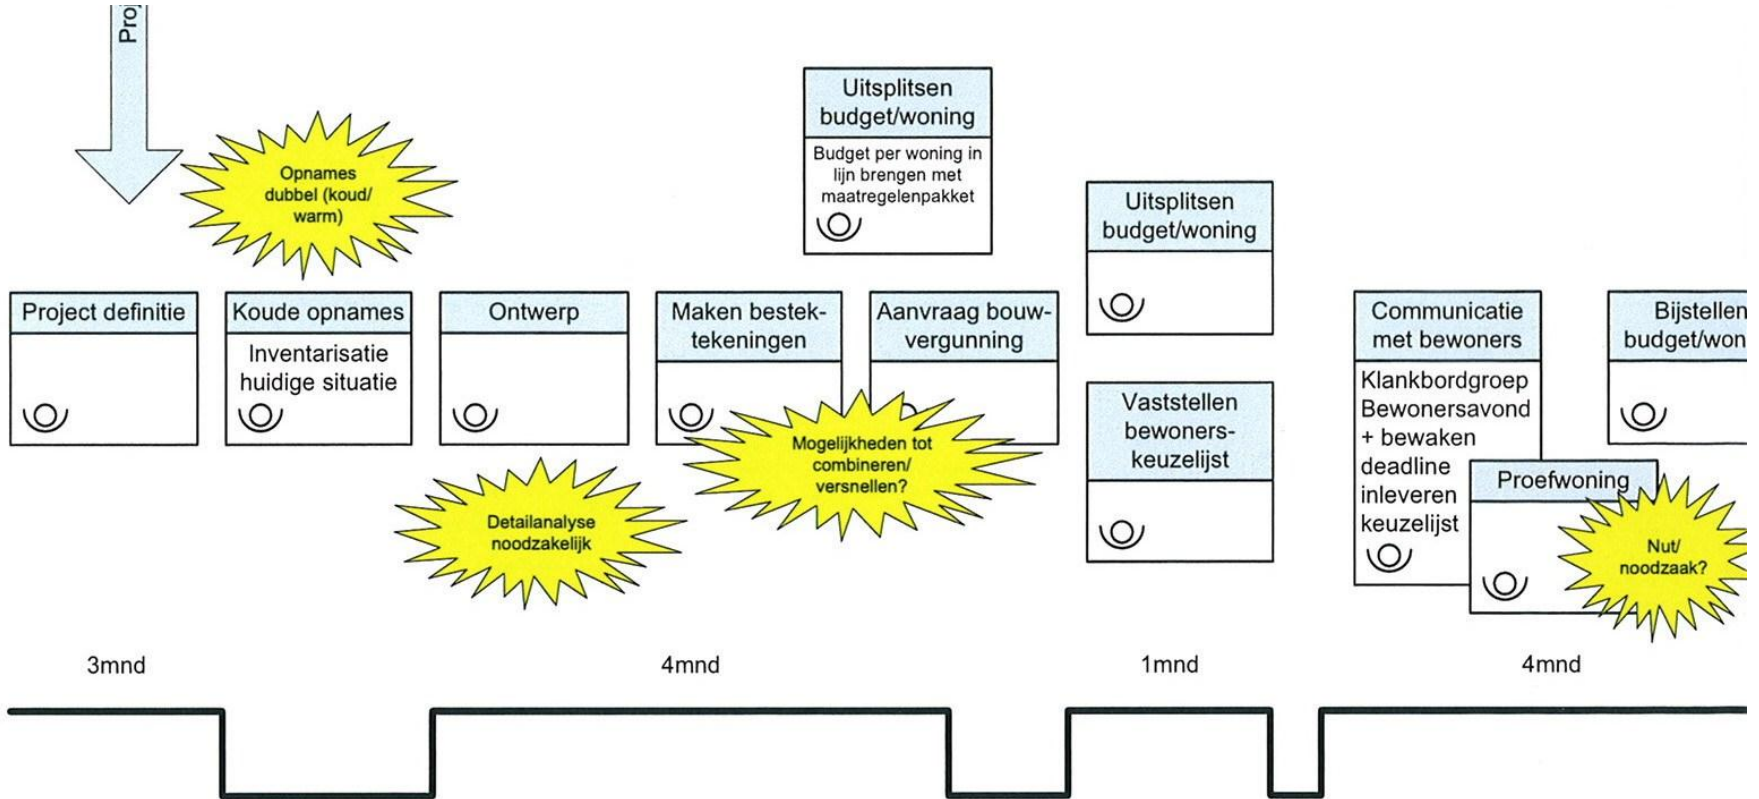 Proj
Opnames
dubbel (koud/
warm)
Uitsplitsen
budget/woning
Budget per woning in
lijn brengen met
maatregelenpakket
Uitsplitsen
budget/woning
Project definitie
Koude opnames
Inventarisatie
huidige situatie
Ontwerp
Maken bestek-
tekeningen
Aanvraag bouw-
vergunning
Mogelijkheden tot
combineren/
versnellen?
Detailanalyse
noodzakelijk
Vaststellen
bewoners-
keuzelijst
Communicatie
met bewoners
Klankbordgroep
Bewonersavond
+ bewaken
deadline
inleveren
keuzelijst
Proefwoning
Nut/
noodzaak?
Bijstellen
budget/won
3mnd
4mnd
1mnd
4mnd